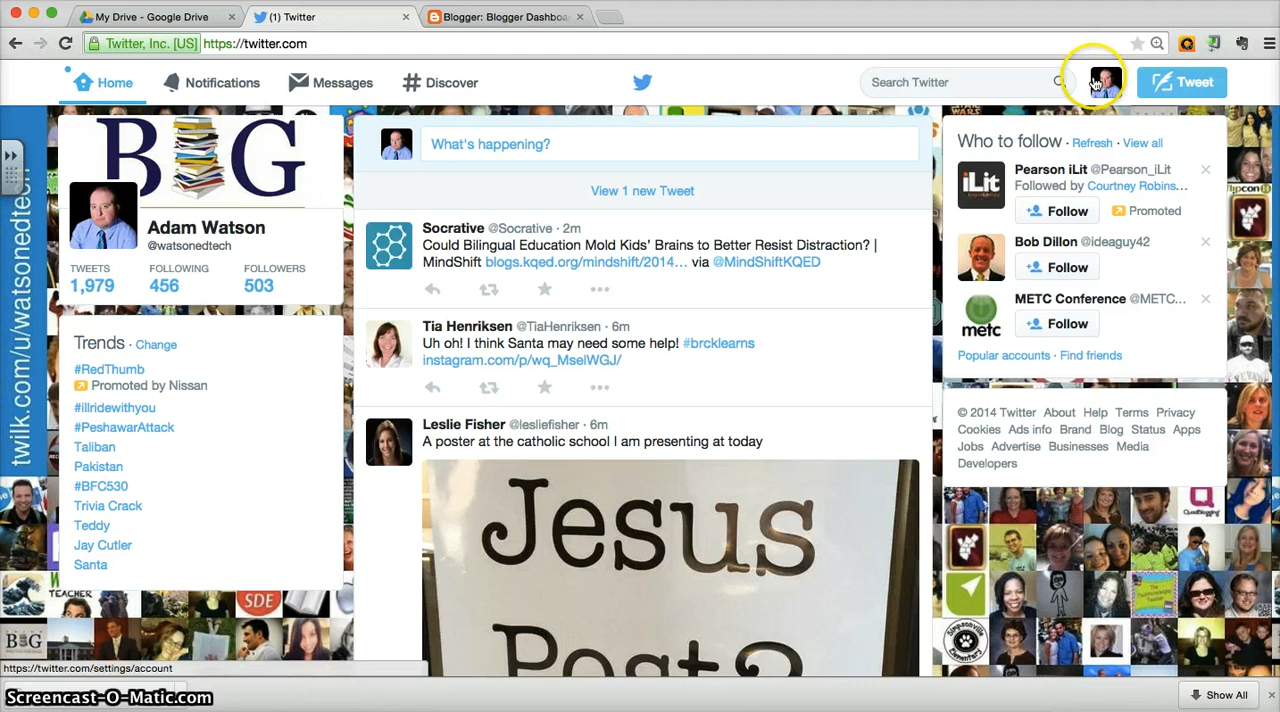 My Drive - Google Drive
(1) Twitter
Blogger: Blogger Dashboa
Twitter, Inc. [US] https://twitter.com
Home
Notifications
Messages
Discover
Search Twitter
Tweet
BIG
Adam Watson
@watsonedtech
TWEETS
FOLLOWING
FOLLOWERS
1,979
456
503
Trends · Change
#RedThumb
Promoted by Nissan
#illridewithyou
#PeshawarAttack
Taliban
Pakistan
#BFC530
Trivia Crack
Teddy
Jay Cutler
Santa
What's happening?
View 1 new Tweet
Socrative @Socrative · 2m
Could Bilingual Education Mold Kids' Brains to Better Resist Distraction? |
MindShift blogs.kqed.org/mindshift/2014… via @MindShiftKQED
Tia Henriksen @TiaHenriksen · 6m
Uh oh! I think Santa may need some help! #brcklearns
instagram.com/p/wq_MselWGJ/
Leslie Fisher @lesliefisher · 6m
A poster at the catholic school I am presenting at today
Jesus
Post?
Who to follow · Refresh · View all
iLit
Pearson iLit @Pearson_iLit
Followed by Courtney Robins...
Follow
Promoted
Bob Dillon @ideaguy42
Follow
metc
METC Conference @METC...
Follow
Popular accounts · Find friends
© 2014 Twitter About Help Terms Privacy
Cookies Ads info Brand Blog Status Apps
Jobs Advertise Businesses Media
Developers
twilk.com/u/watsonedtech
TEACHER
SDE
BIG
https://twitter.com/settings/account
Screencast-O-Matic.com
Show All